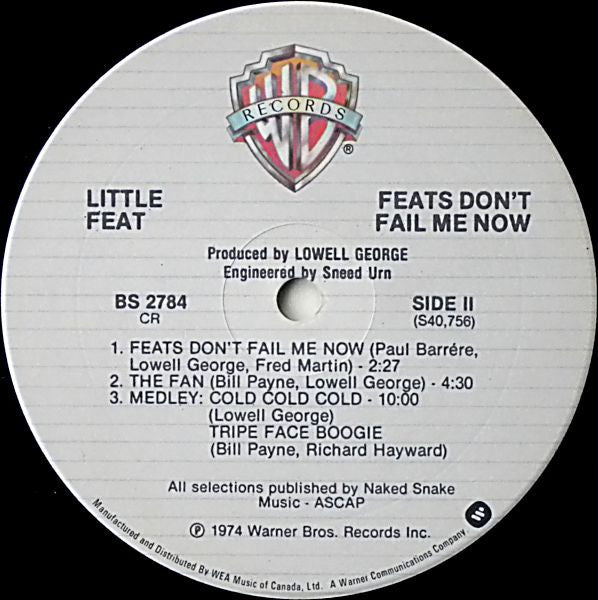 WB
RECORDS
®
LITTLE
FEAT
FEATS DON'T
FAIL ME NOW
Produced by LOWELL GEORGE
Engineered by Sneed Urn
BS 2784
CR
SIDE II
(S40,756)
1. FEATS DON'T FAIL ME NOW (Paul Barrére,
Lowell George, Fred Martin) - 2:27
2. THE FAN (Bill Payne, Lowell George) - 4:30
3. MEDLEY: COLD COLD COLD - 10:00
(Lowell George)
TRIPE FACE BOOGIE
(Bill Payne, Richard Hayward)
All selections published by Naked Snake
Music - ASCAP
℗ 1974 Warner Bros. Records Inc.
Manufactured and Distributed By WEA Music of Canada, Ltd. A Warner Communications Company.